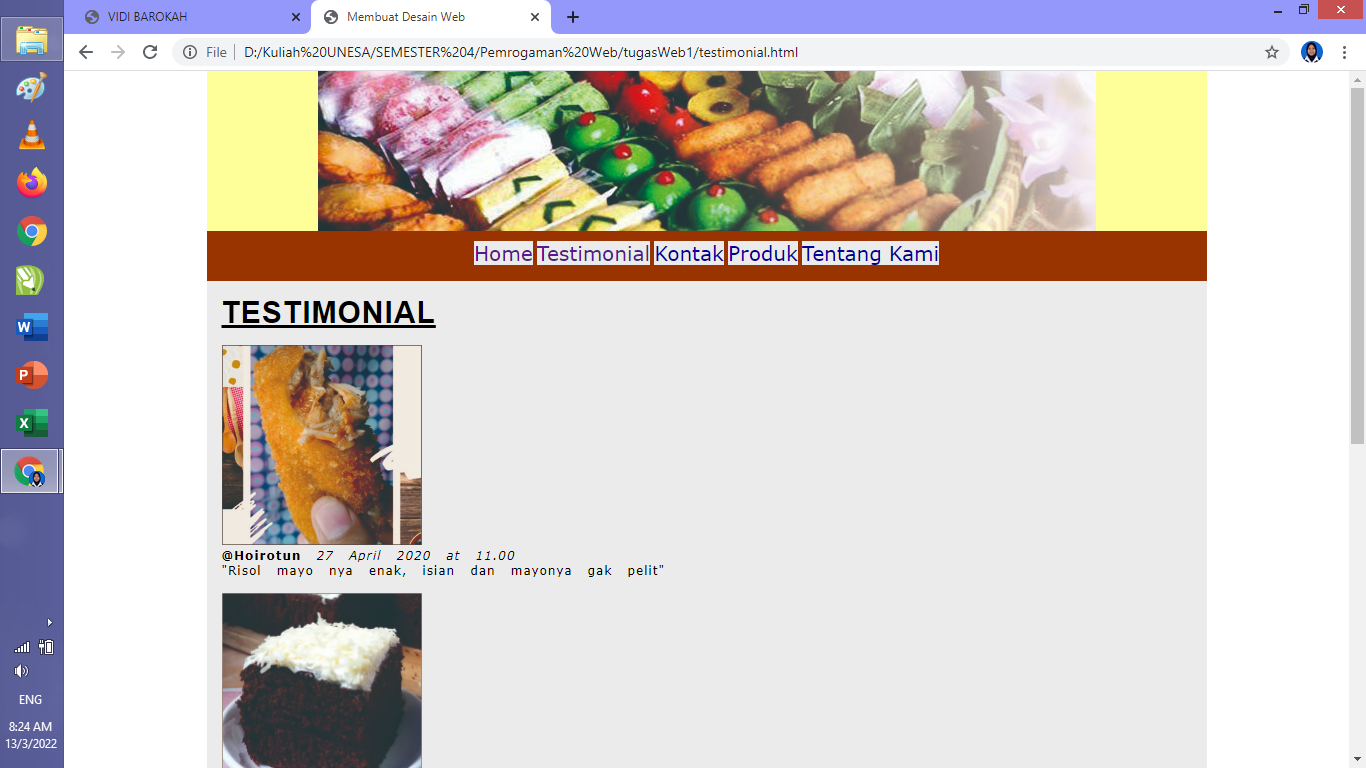 VIDI BAROKAH
Membuat Desain Web
File
D:/Kuliah%20UNESA/SEMESTER%204/Pemrogaman%20Web/tugasWeb1/testimonial.html
Home Testimonial Kontak Produk Tentang Kami
TESTIMONIAL
@Hoirotun 27 April 2020 at 11.00
"Risol mayo nya enak, isian dan mayonya gak pelit"
W
P
X
ENG
8:24 AM
13/3/2022